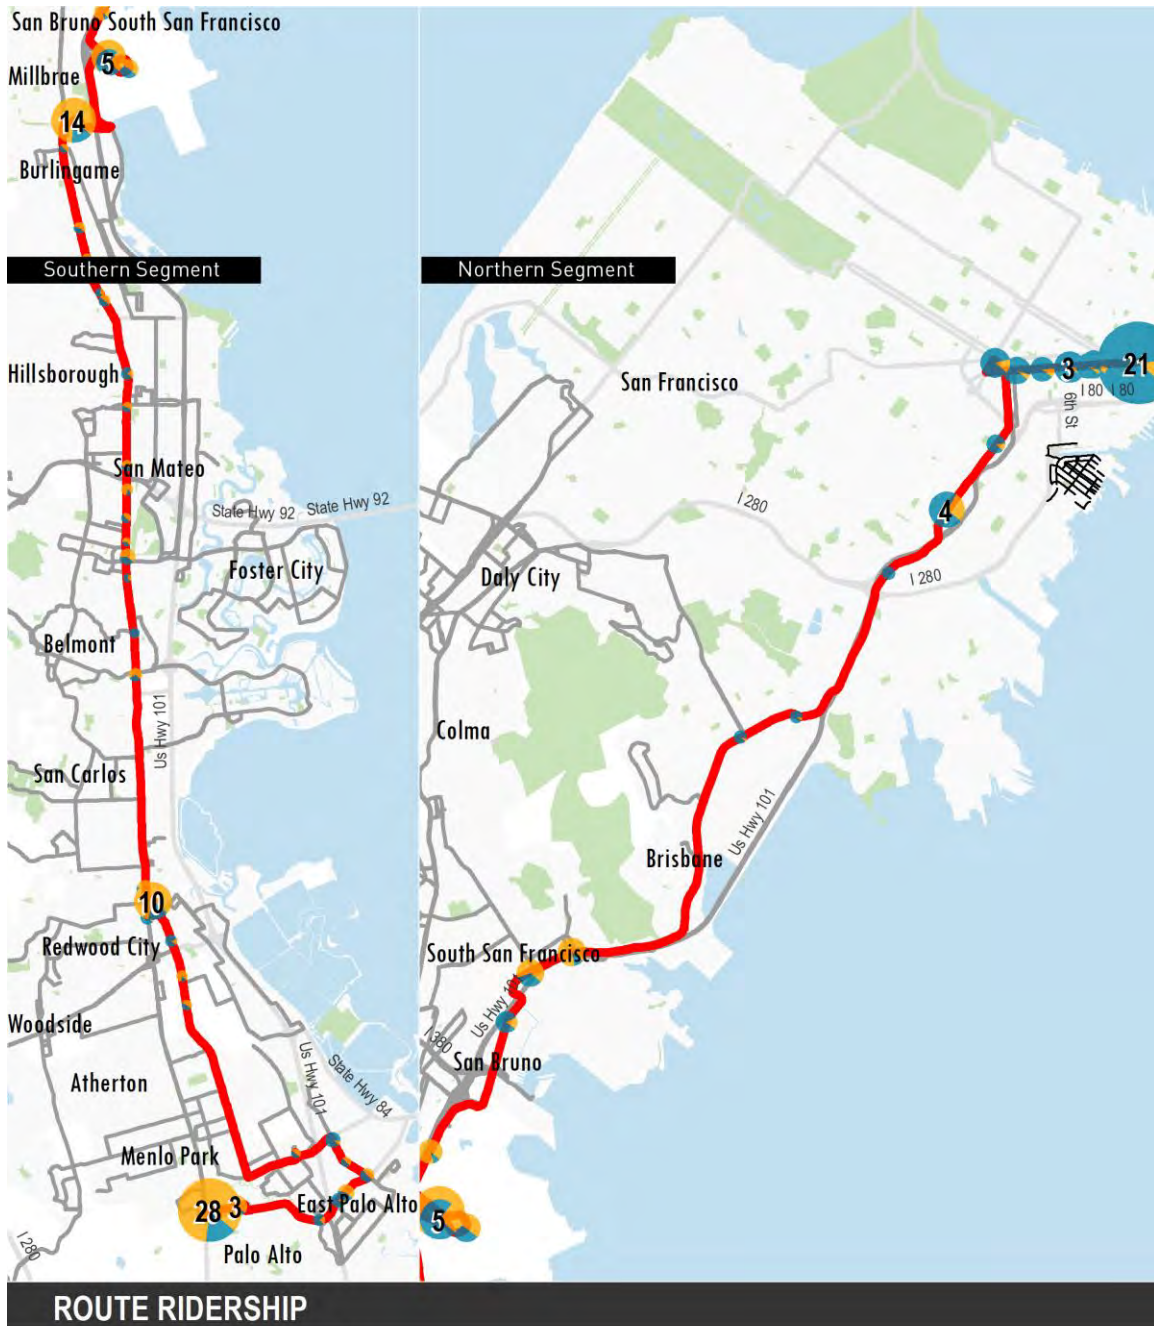 San Bruno South San Francisco
5
Millbrae
14
Burlingame
Southern Segment
Hillsborough
San Mateo
State Hwy 92 State Hwy 92
Foster City
Belmont
Us Hwy 101
San Carlos
10
Redwood City
Woodside
Atherton
Us Hwy 101
State Hwy 84
Menlo Park
28 3
East Palo Alto
Palo Alto
I 280
Northern Segment
San Francisco
3
21
I 80 I 80
6th St
4
I 280
I 280
Daly City
Colma
Us Hwy 101
Brisbane
South San Francisco
Us Hwy 101
I 380
San Bruno
5
ROUTE RIDERSHIP